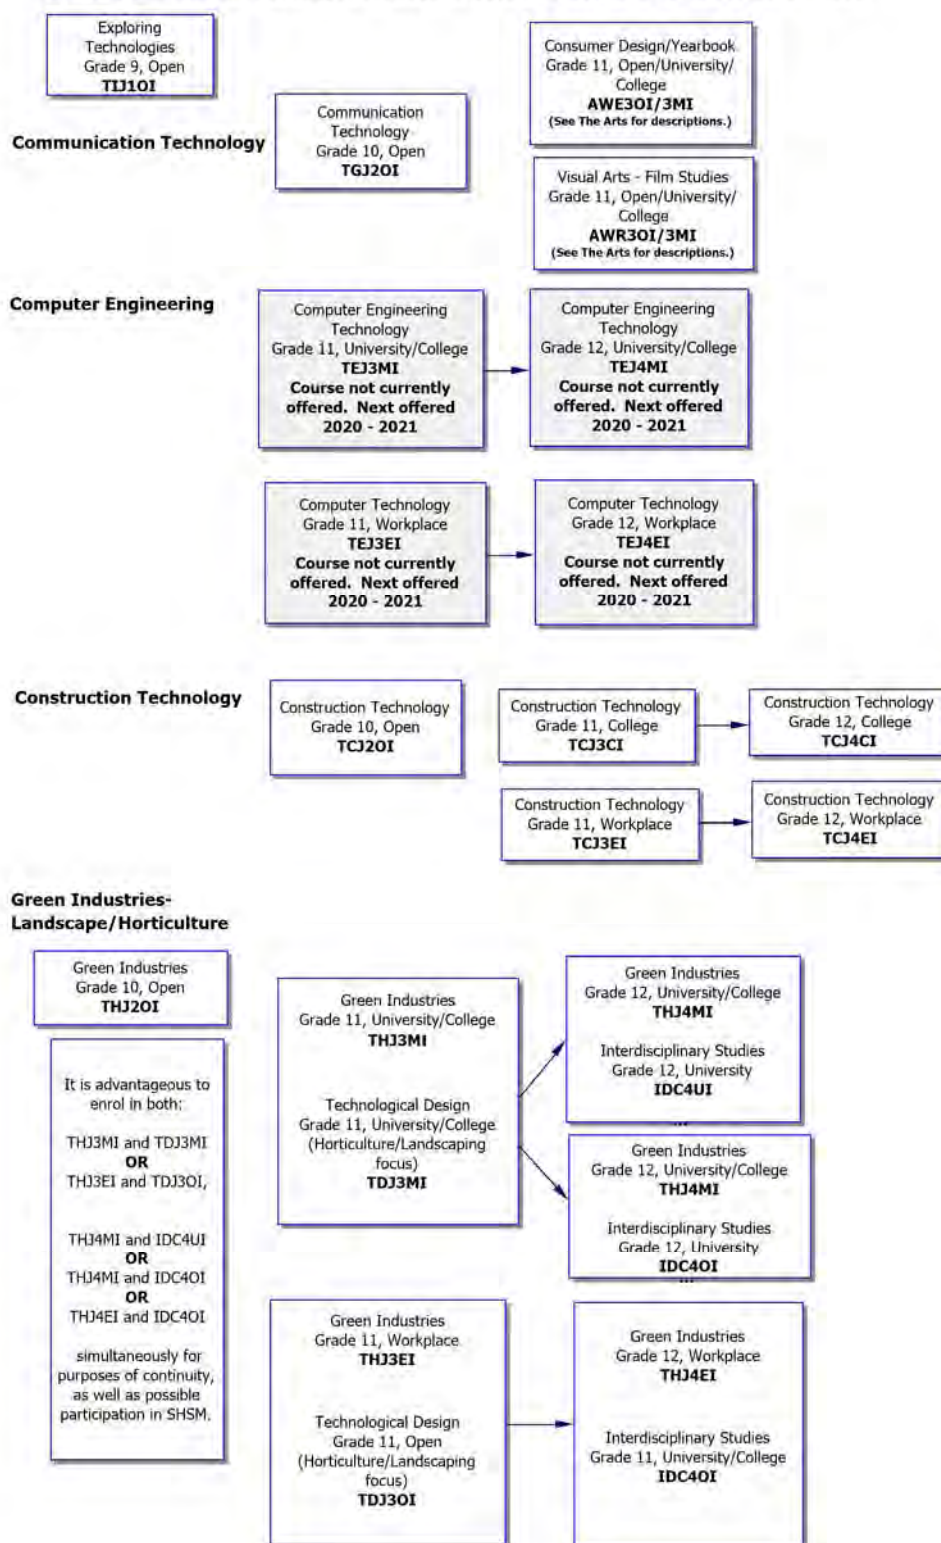 Exploring
Technologies
Grade 9, Open
TIJ1OI
Consumer Design/Yearbook
Grade 11, Open/University/
College
AWE3OI/3MI
(See The Arts for descriptions.)
Communication Technology
Communication
Technology
Grade 10, Open
TGJ2OI
Visual Arts - Film Studies
Grade 11, Open/University/
College
AWR3OI/3MI
(See The Arts for descriptions.)
Computer Engineering
Computer Engineering
Technology
Grade 11, University/College
TEJ3MI
Course not currently
offered. Next offered
2020 - 2021
Computer Engineering
Technology
Grade 12, University/College
TEJ4MI
Course not currently
offered. Next offered
2020 - 2021
Computer Technology
Grade 11, Workplace
TEJ3EI
Course not currently
offered. Next offered
2020 - 2021
Computer Technology
Grade 12, Workplace
TEJ4EI
Course not currently
offered. Next offered
2020 - 2021
Construction Technology
Construction Technology
Grade 10, Open
TCJ2OI
Construction Technology
Grade 11, College
TCJ3CI
Construction Technology
Grade 12, College
TCJ4CI
Construction Technology
Grade 11, Workplace
TCJ3EI
Construction Technology
Grade 12, Workplace
TCJ4EI
Green Industries-
Landscape/Horticulture
Green Industries
Grade 10, Open
THJ2OI
It is advantageous to
enrol in both:
THJ3MI and TDJ3MI
OR
THJ3EI and TDJ3OI,
THJ4MI and IDC4UI
OR
THJ4MI and IDC4OI
OR
THJ4EI and IDC4OI
simultaneously for
purposes of continuity,
as well as possible
participation in SHSM.
Green Industries
Grade 11, University/College
THJ3MI
Technological Design
Grade 11, University/College
(Horticulture/Landscaping
focus)
TDJ3MI
Green Industries
Grade 12, University/College
THJ4MI
Interdisciplinary Studies
Grade 12, University
IDC4UI
...
Green Industries
Grade 12, University/College
THJ4MI
Interdisciplinary Studies
Grade 12, University
IDC4OI
...
Green Industries
Grade 11, Workplace
THJ3EI
Technological Design
Grade 11, Open
(Horticulture/Landscaping
focus)
TDJ3OI
Green Industries
Grade 12, Workplace
THJ4EI
Interdisciplinary Studies
Grade 11, University/College
IDC4OI